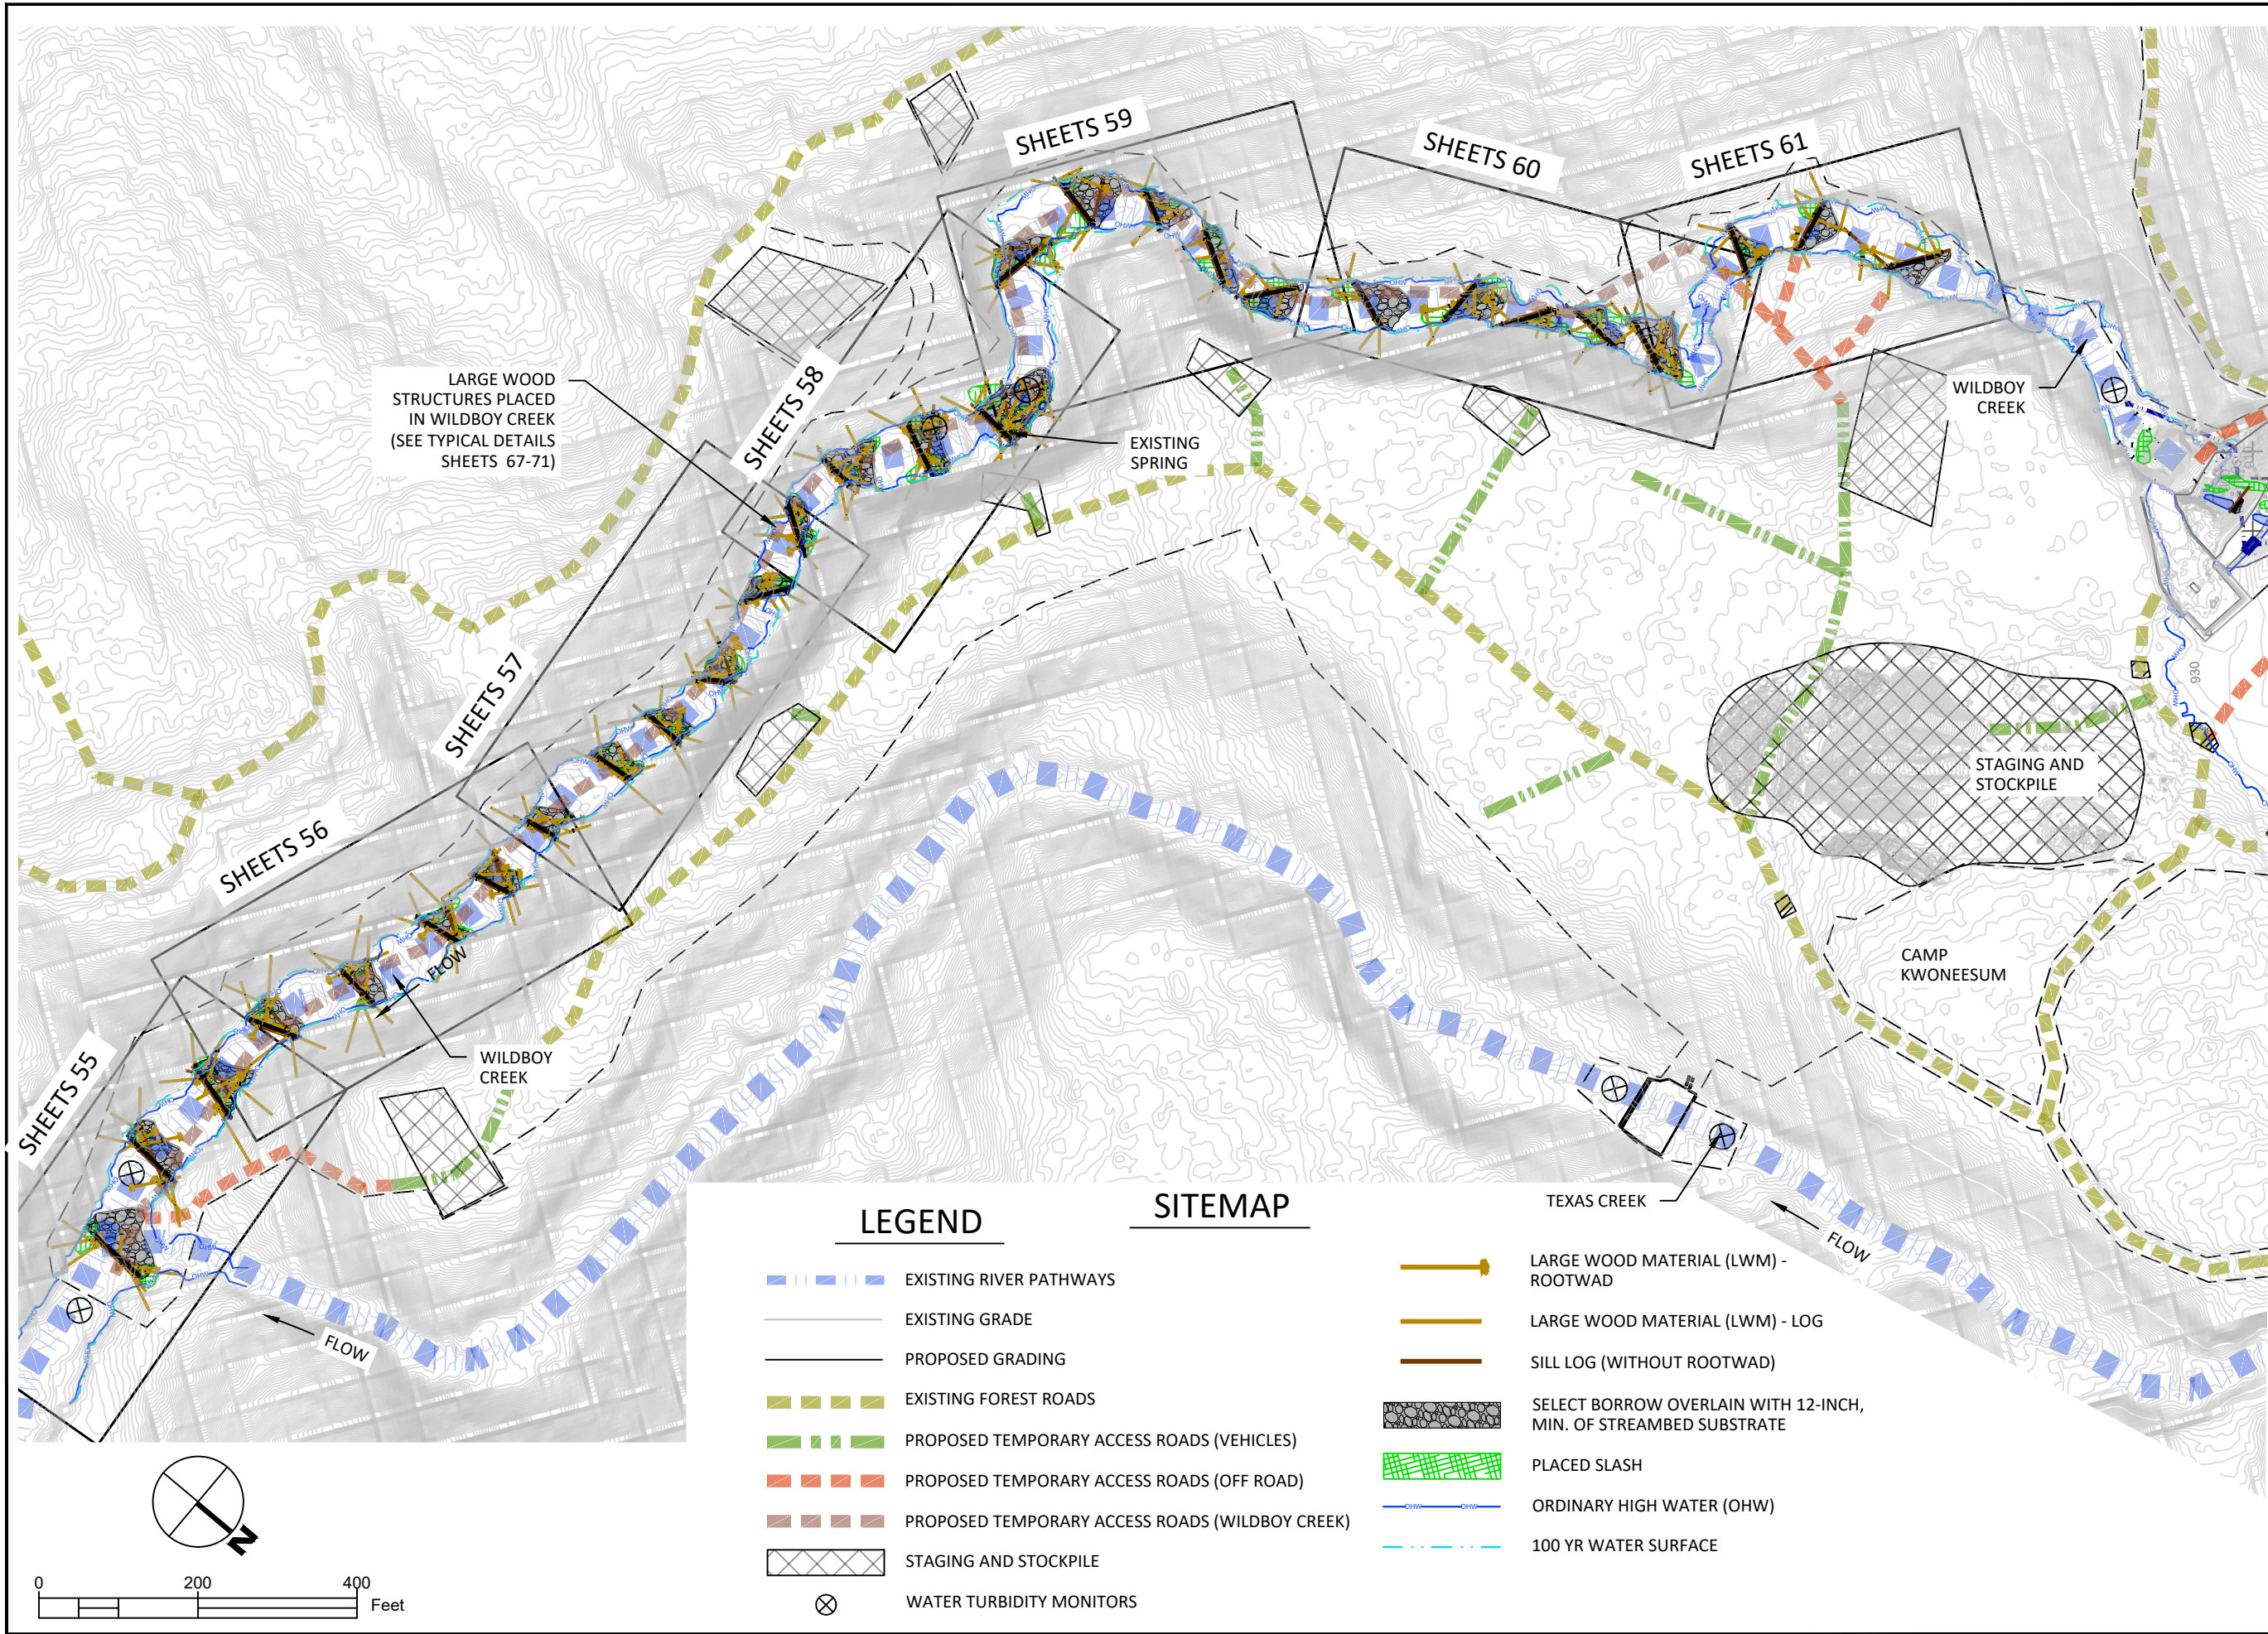 SHEETS 59
SHEETS 60
SHEETS 61
SHEETS 58
LARGE WOOD
STRUCTURES PLACED
IN WILDBOY CREEK
(SEE TYPICAL DETAILS
SHEETS 67-71)
EXISTING
SPRING
WILDBOY
CREEK
SHEETS 57
930
STAGING AND
STOCKPILE
SHEETS 56
FLOW
CAMP
KWONEESUM
SHEETS 55
WILDBOY
CREEK
TEXAS CREEK
FLOW
FLOW
SITEMAP
LEGEND
EXISTING RIVER PATHWAYS
EXISTING GRADE
PROPOSED GRADING
EXISTING FOREST ROADS
PROPOSED TEMPORARY ACCESS ROADS (VEHICLES)
PROPOSED TEMPORARY ACCESS ROADS (OFF ROAD)
PROPOSED TEMPORARY ACCESS ROADS (WILDBOY CREEK)
STAGING AND STOCKPILE
WATER TURBIDITY MONITORS
LARGE WOOD MATERIAL (LWM) -
ROOTWAD
LARGE WOOD MATERIAL (LWM) - LOG
SILL LOG (WITHOUT ROOTWAD)
SELECT BORROW OVERLAIN WITH 12-INCH,
MIN. OF STREAMBED SUBSTRATE
PLACED SLASH
OHW OHW
ORDINARY HIGH WATER (OHW)
100 YR WATER SURFACE
N
0 200 400
Feet